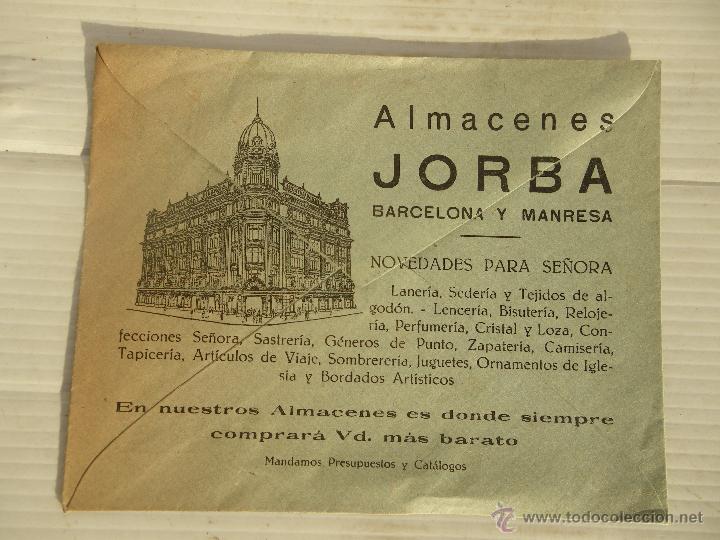 Almacenes
JORBA
BARCELONA Y MANRESA
NOVEDADES PARA SEÑORA
Lanería, Sedería y Tejidos de al-
godón. - Lencería, Bisutería, Reloje-
ría, Perfumería, Cristal y Loza, Con-
fecciones Señora, Sastrería, Géneros de Punto, Zapatería, Camisería,
Tapicería, Artículos de Viaje, Sombrerería, Juguetes, Ornamentos de Igle-
sia y Bordados Artísticos
En nuestros Almacenes es donde siempre
comprará Vd. más barato
Mandamos Presupuestos y Catálogos
www.todocoleccion.net